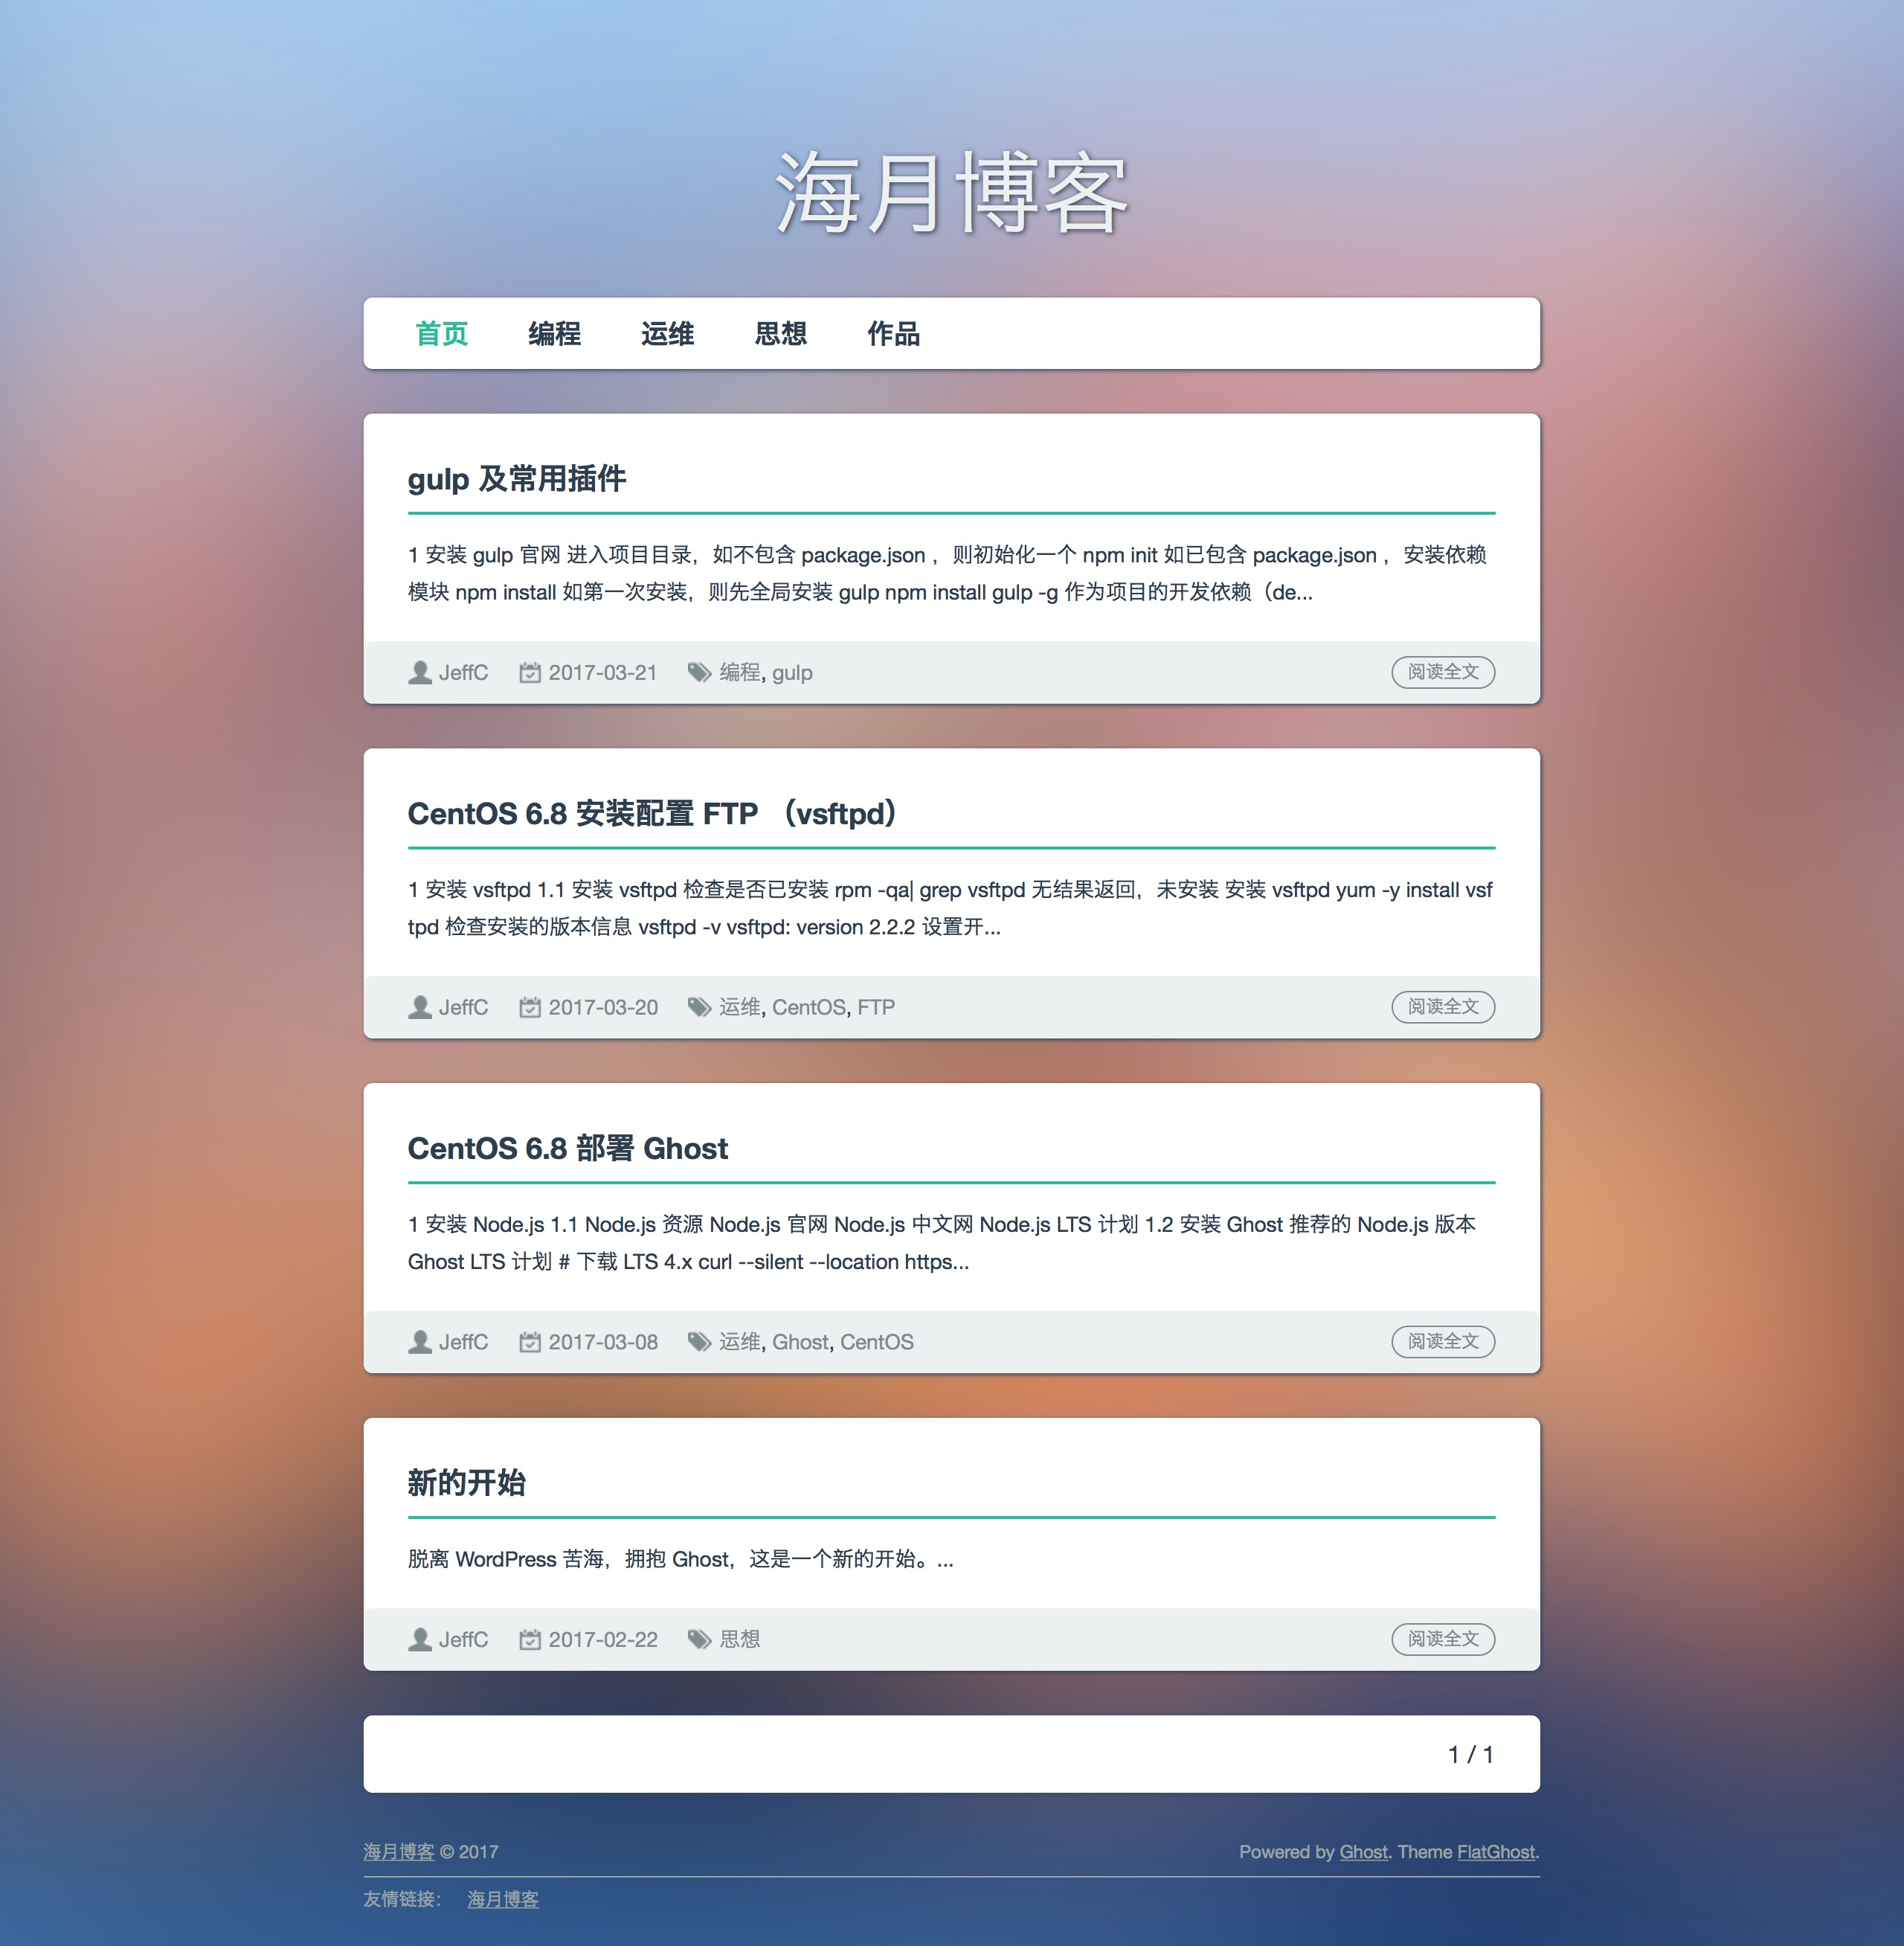 海月博客
首页 编程 运维 思想 作品
gulp 及常用插件
1 安装 gulp 官网 进入项目目录，如不包含 package.json ，则初始化一个 npm init 如已包含 package.json ，安装依赖
模块 npm install 如第一次安装，则先全局安装 gulp npm install gulp -g 作为项目的开发依赖（de...
JeffC 2017-03-21 编程, gulp 阅读全文
CentOS 6.8 安装配置 FTP （vsftpd）
1 安装 vsftpd 1.1 安装 vsftpd 检查是否已安装 rpm -qa| grep vsftpd 无结果返回，未安装 安装 vsftpd yum -y install vsf
tpd 检查安装的版本信息 vsftpd -v vsftpd: version 2.2.2 设置开...
JeffC 2017-03-20 运维, CentOS, FTP 阅读全文
CentOS 6.8 部署 Ghost
1 安装 Node.js 1.1 Node.js 资源 Node.js 官网 Node.js 中文网 Node.js LTS 计划 1.2 安装 Ghost 推荐的 Node.js 版本
Ghost LTS 计划 # 下载 LTS 4.x curl --silent --location https...
JeffC 2017-03-08 运维, Ghost, CentOS 阅读全文
新的开始
脱离 WordPress 苦海，拥抱 Ghost，这是一个新的开始。...
JeffC 2017-02-22 思想 阅读全文
1 / 1
海月博客 © 2017 Powered by Ghost. Theme FlatGhost.
友情链接： 海月博客